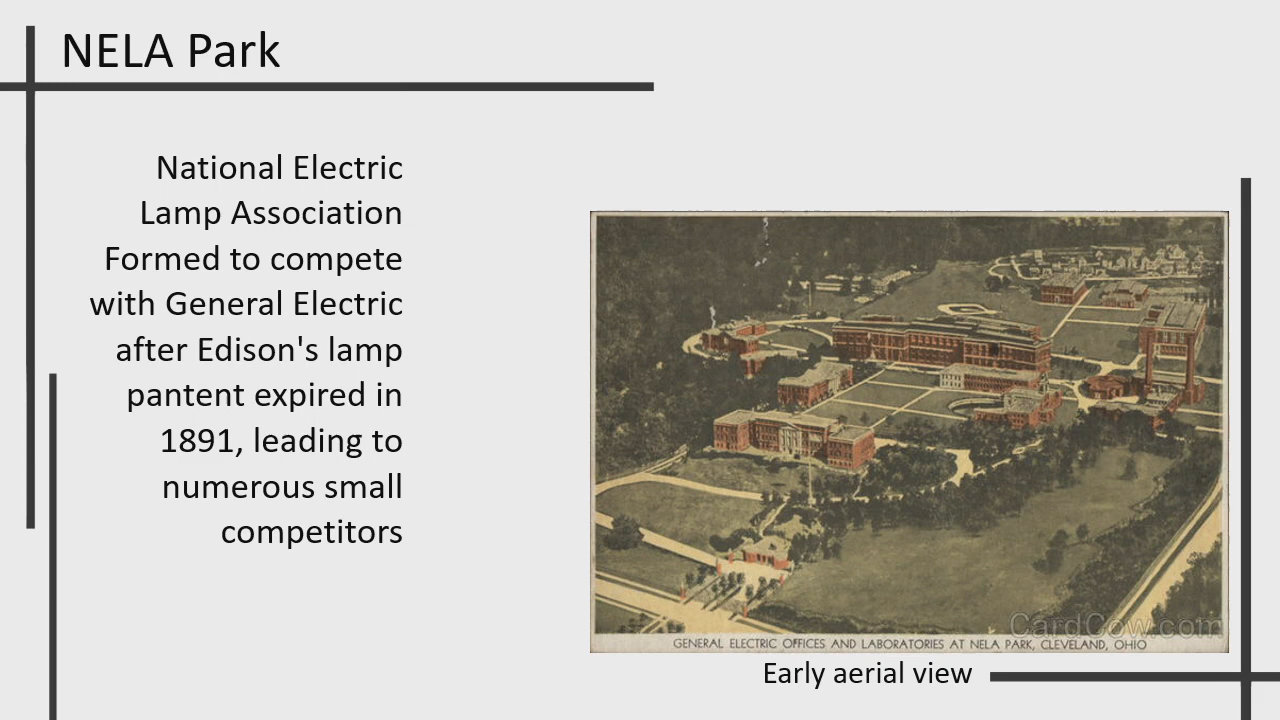 NELA Park
National Electric
Lamp Association
Formed to compete
with General Electric
after Edison's lamp
pantent expired in
1891, leading to
numerous small
competitors
CardCow.com
GENERAL ELECTRIC OFFICES AND LABORATORIES AT NELA PARK, CLEVELAND, OHIO
Early aerial view